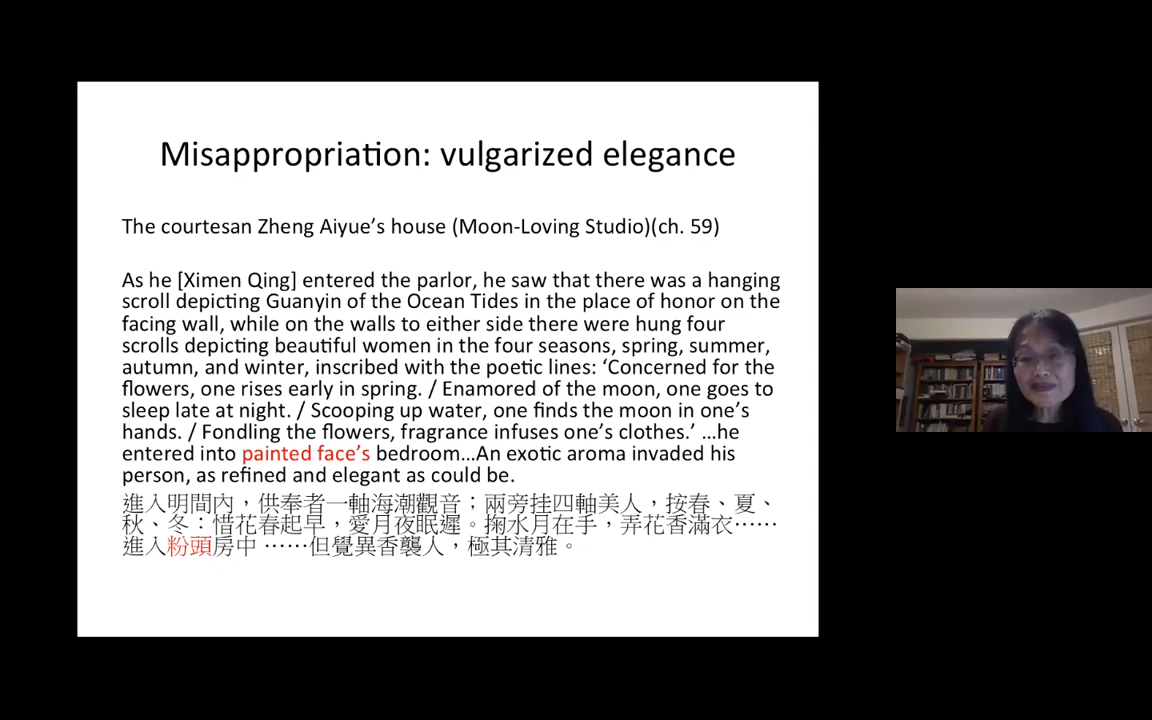 Misappropriation: vulgarized elegance
The courtesan Zheng Aiyue’s house (Moon-Loving Studio)(ch. 59)
As he [Ximen Qing] entered the parlor, he saw that there was a hanging
scroll depicting Guanyin of the Ocean Tides in the place of honor on the
facing wall, while on the walls to either side there were hung four
scrolls depicting beautiful women in the four seasons, spring, summer,
autumn, and winter, inscribed with the poetic lines: ‘Concerned for the
flowers, one rises early in spring. / Enamored of the moon, one goes to
sleep late at night. / Scooping up water, one finds the moon in one’s
hands. / Fondling the flowers, fragrance infuses one’s clothes.’ …he
entered into painted face’s bedroom…An exotic aroma invaded his
person, as refined and elegant as could be.
進入明間內，供奉者一軸海潮觀音；兩旁挂四軸美人，按春、夏、
秋、冬：惜花春起早，愛月夜眠遲。掬水月在手，弄花香滿衣……
進入粉頭房中 ……但覺異香襲人，極其清雅。